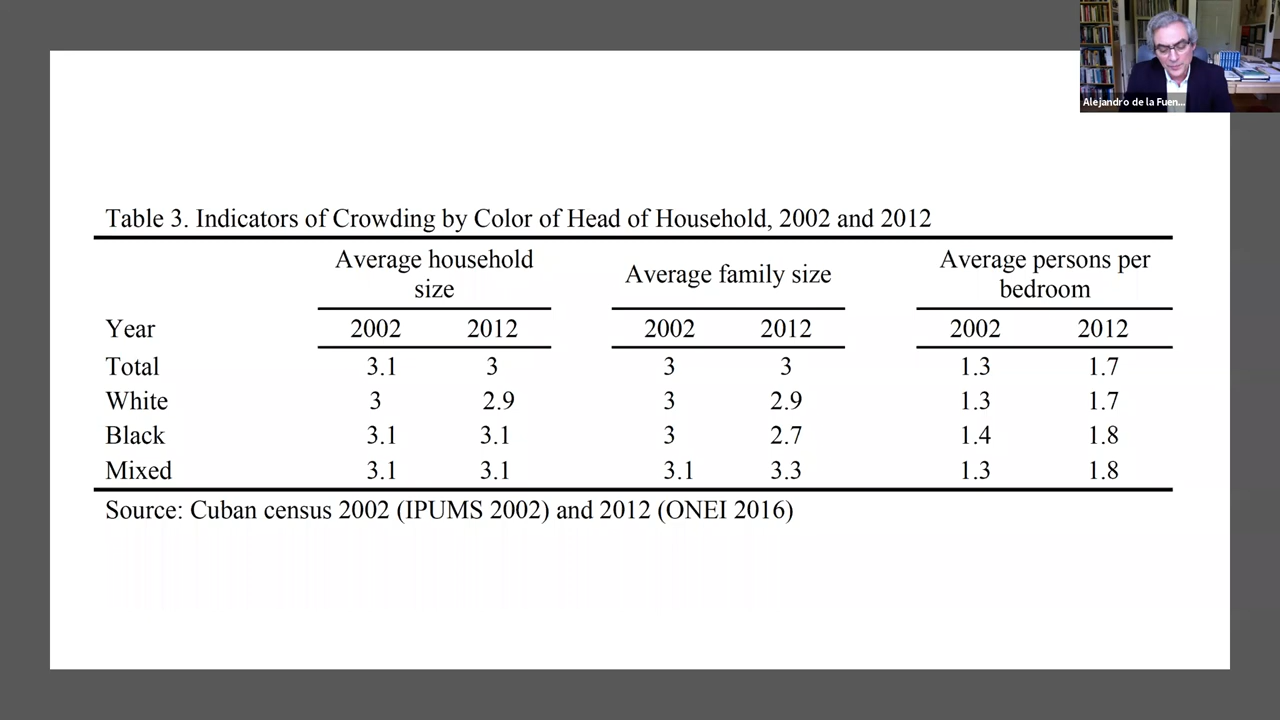 Alejandro de la Fuen...
Table 3. Indicators of Crowding by Color of Head of Household, 2002 and 2012
Average household size Average family size Average persons per bedroom
Year 2002 2012 2002 2012 2002 2012
Total 3.1 3 3 3 1.3 1.7
White 3 2.9 3 2.9 1.3 1.7
Black 3.1 3.1 3 2.7 1.4 1.8
Mixed 3.1 3.1 3.1 3.3 1.3 1.8
Source: Cuban census 2002 (IPUMS 2002) and 2012 (ONEI 2016)